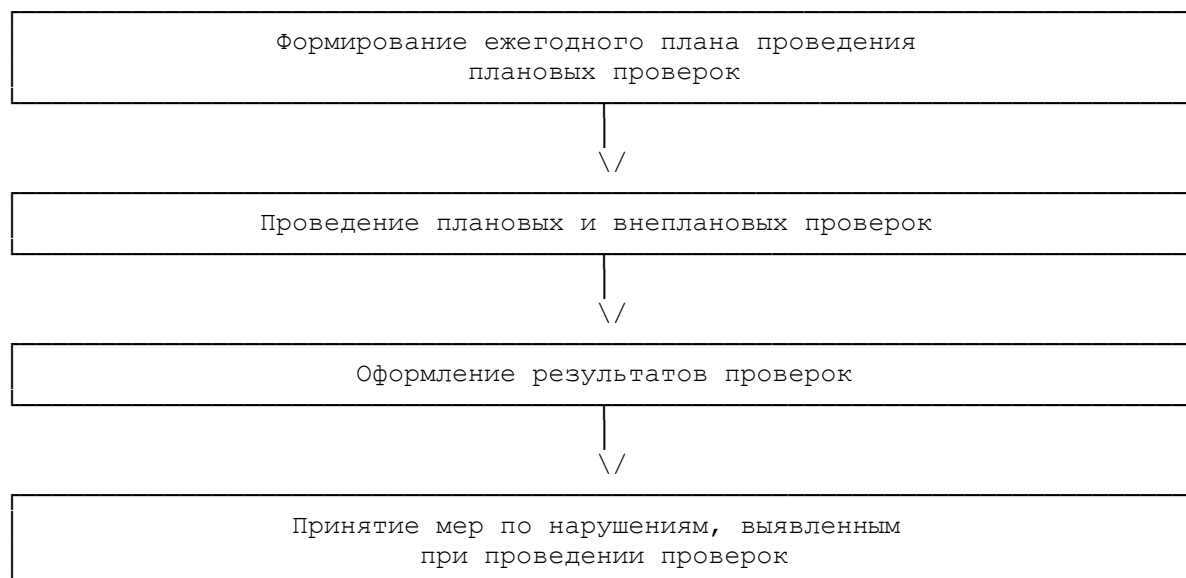 Формирование ежегодного плана проведения
плановых проверок
Проведение плановых и внеплановых проверок
Оформление результатов проверок
Принятие мер по нарушениям, выявленным
при проведении проверок